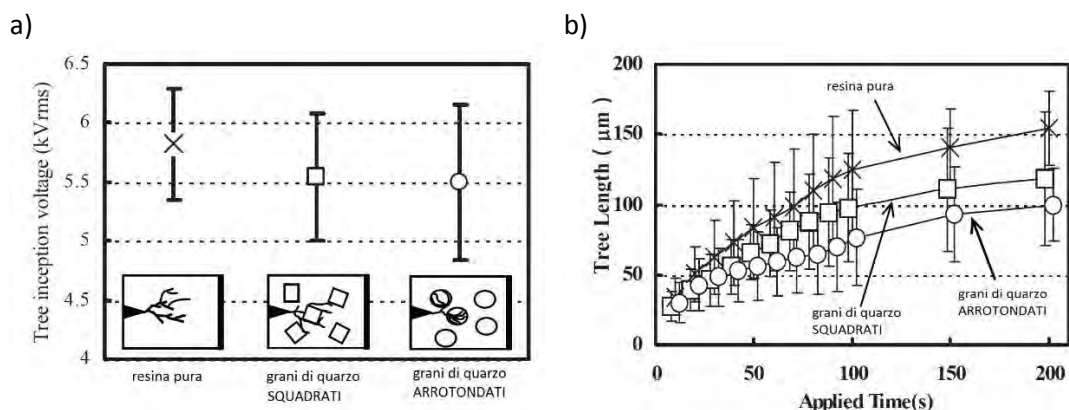 a)
Tree inception voltage (kVrms)
6.5
6
5.5
5
4.5
4
resina pura
grani di quarzo
SQUADRATI
grani di quarzo
ARROTONDATI
b)
Tree Length ( μm)
200
150
100
50
0
resina pura
grani di quarzo
SQUADRATI
grani di quarzo
ARROTONDATI
0
50
100
150
200
Applied Time(s)